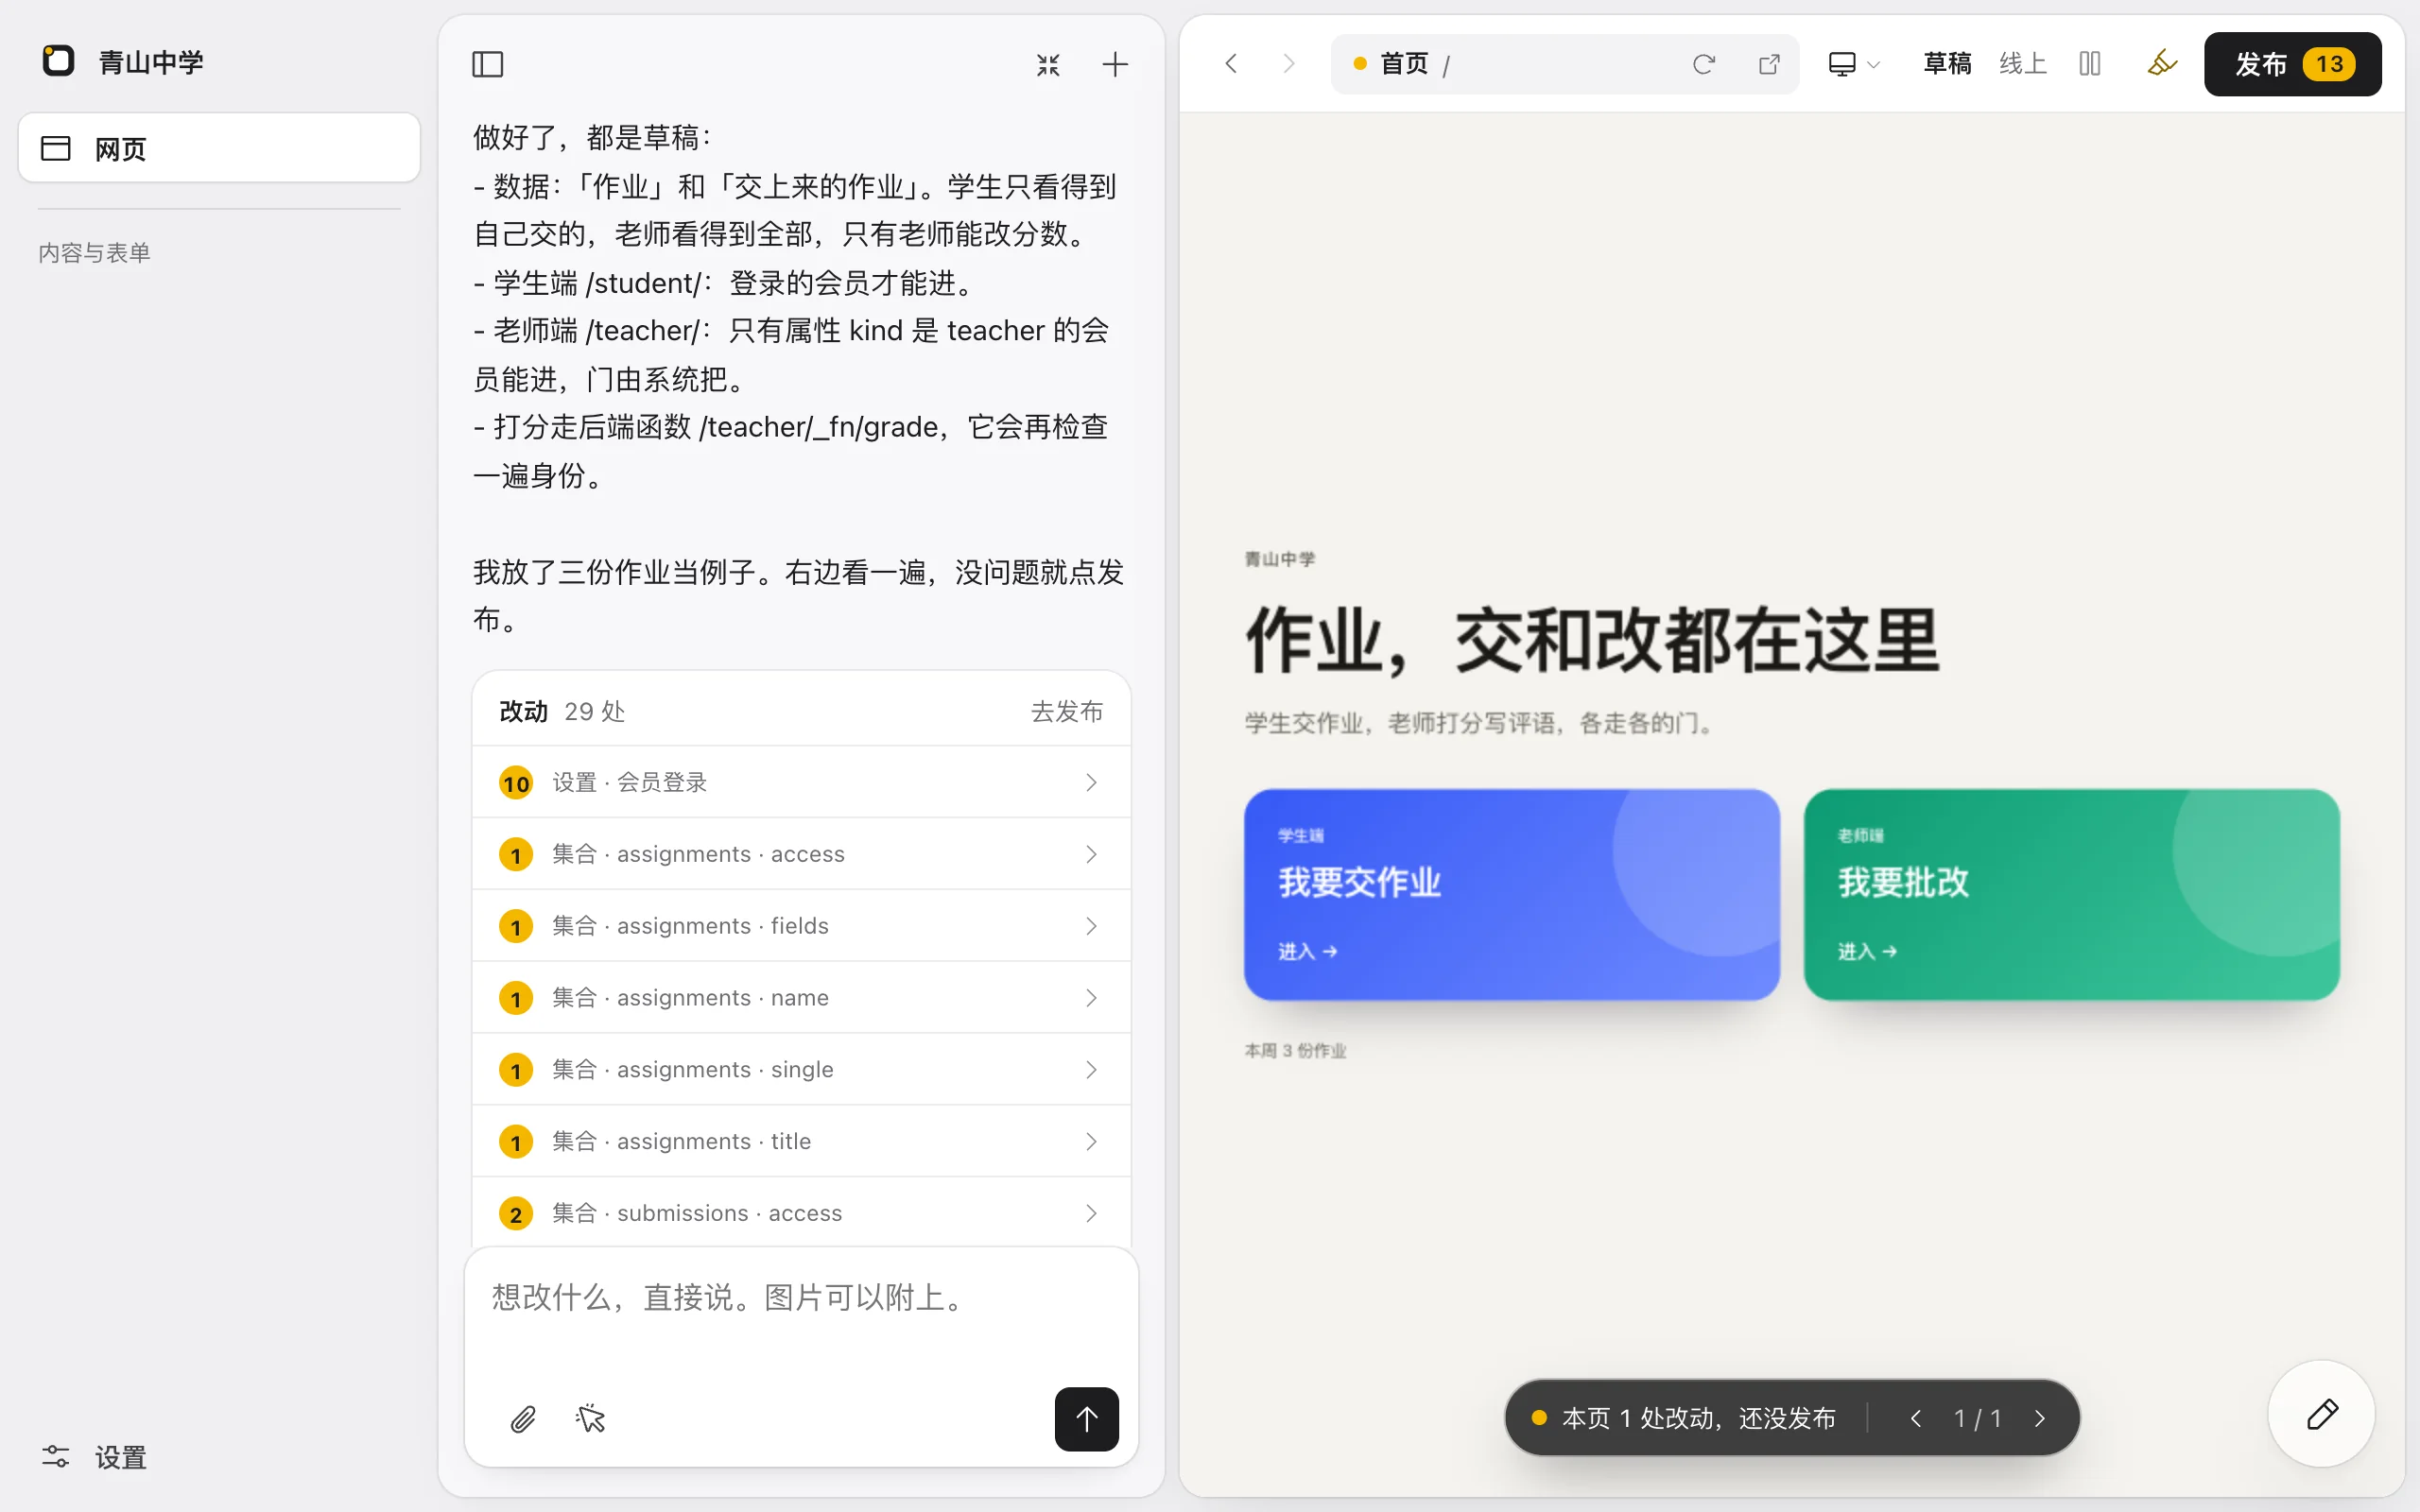 青山中学
网页
内容与表单
设置
做好了，都是草稿：
- 数据：「作业」和「交上来的作业」。学生只看得到
自己交的，老师看得到全部，只有老师能改分数。
- 学生端 /student/：登录的会员才能进。
- 老师端 /teacher/：只有属性 kind 是 teacher 的会
员能进，门由系统把。
- 打分走后端函数 /teacher/_fn/grade，它会再检查
一遍身份。
我放了三份作业当例子。右边看一遍，没问题就点发
布。
改动 29 处 去发布
10 设置 · 会员登录
1 集合 · assignments · access
1 集合 · assignments · fields
1 集合 · assignments · name
1 集合 · assignments · single
1 集合 · assignments · title
2 集合 · submissions · access
想改什么，直接说。图片可以附上。
首页 / 草稿 线上 发布 13
青山中学
作业，交和改都在这里
学生交作业，老师打分写评语，各走各的门。
学生端
我要交作业
进入 →
老师端
我要批改
进入 →
本周 3 份作业
本页 1 处改动，还没发布 1 / 1